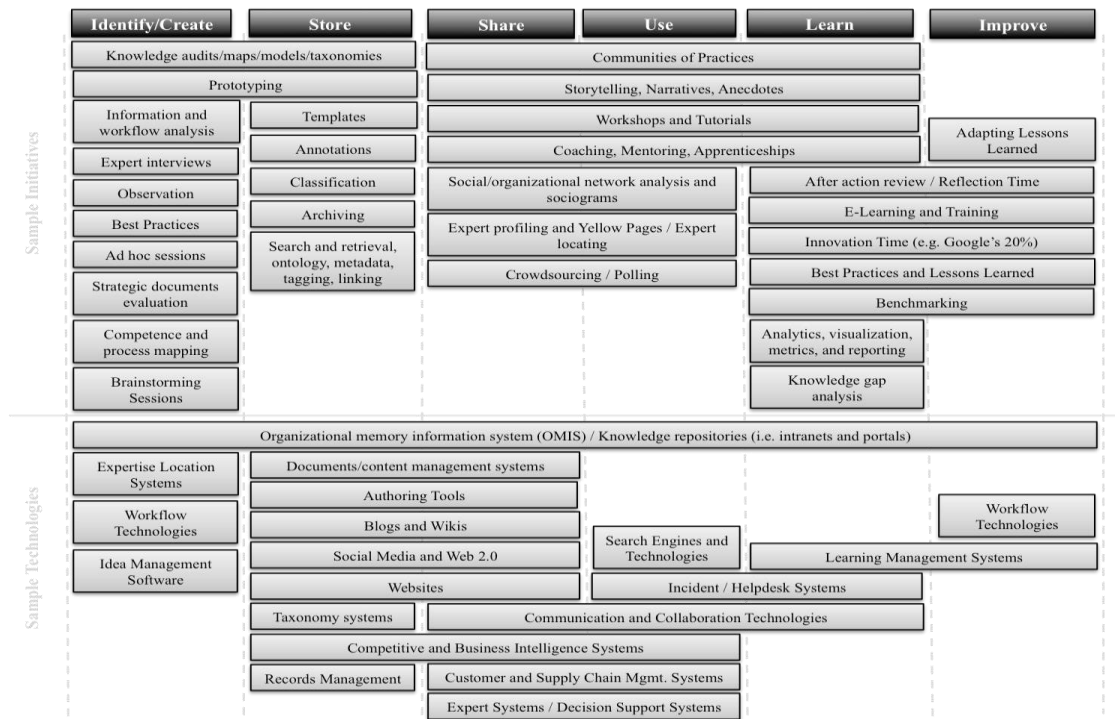 Identify/Create
Store
Share
Use
Learn
Improve
Sample Initiatives
Knowledge audits/maps/models/taxonomies
Communities of Practices
Prototyping
Storytelling, Narratives, Anecdotes
Information and
workflow analysis
Templates
Workshops and Tutorials
Adapting Lessons
Learned
Expert interviews
Annotations
Coaching, Mentoring, Apprenticeships
Observation
Classification
Social/organizational network analysis and
sociograms
After action review / Reflection Time
Best Practices
Archiving
Expert profiling and Yellow Pages / Expert
locating
E-Learning and Training
Ad hoc sessions
Search and retrieval,
ontology, metadata,
tagging, linking
Innovation Time (e.g. Google's 20%)
Strategic documents
evaluation
Crowdsourcing / Polling
Best Practices and Lessons Learned
Benchmarking
Competence and
process mapping
Analytics, visualization,
metrics, and reporting
Brainstorming
Sessions
Knowledge gap
analysis
Sample Technologies
Organizational memory information system (OMIS) / Knowledge repositories (i.e. intranets and portals)
Expertise Location
Systems
Documents/content management systems
Authoring Tools
Workflow
Technologies
Blogs and Wikis
Search Engines and
Technologies
Workflow
Technologies
Idea Management
Software
Social Media and Web 2.0
Learning Management Systems
Websites
Incident / Helpdesk Systems
Taxonomy systems
Communication and Collaboration Technologies
Competitive and Business Intelligence Systems
Records Management
Customer and Supply Chain Mgmt. Systems
Expert Systems / Decision Support Systems